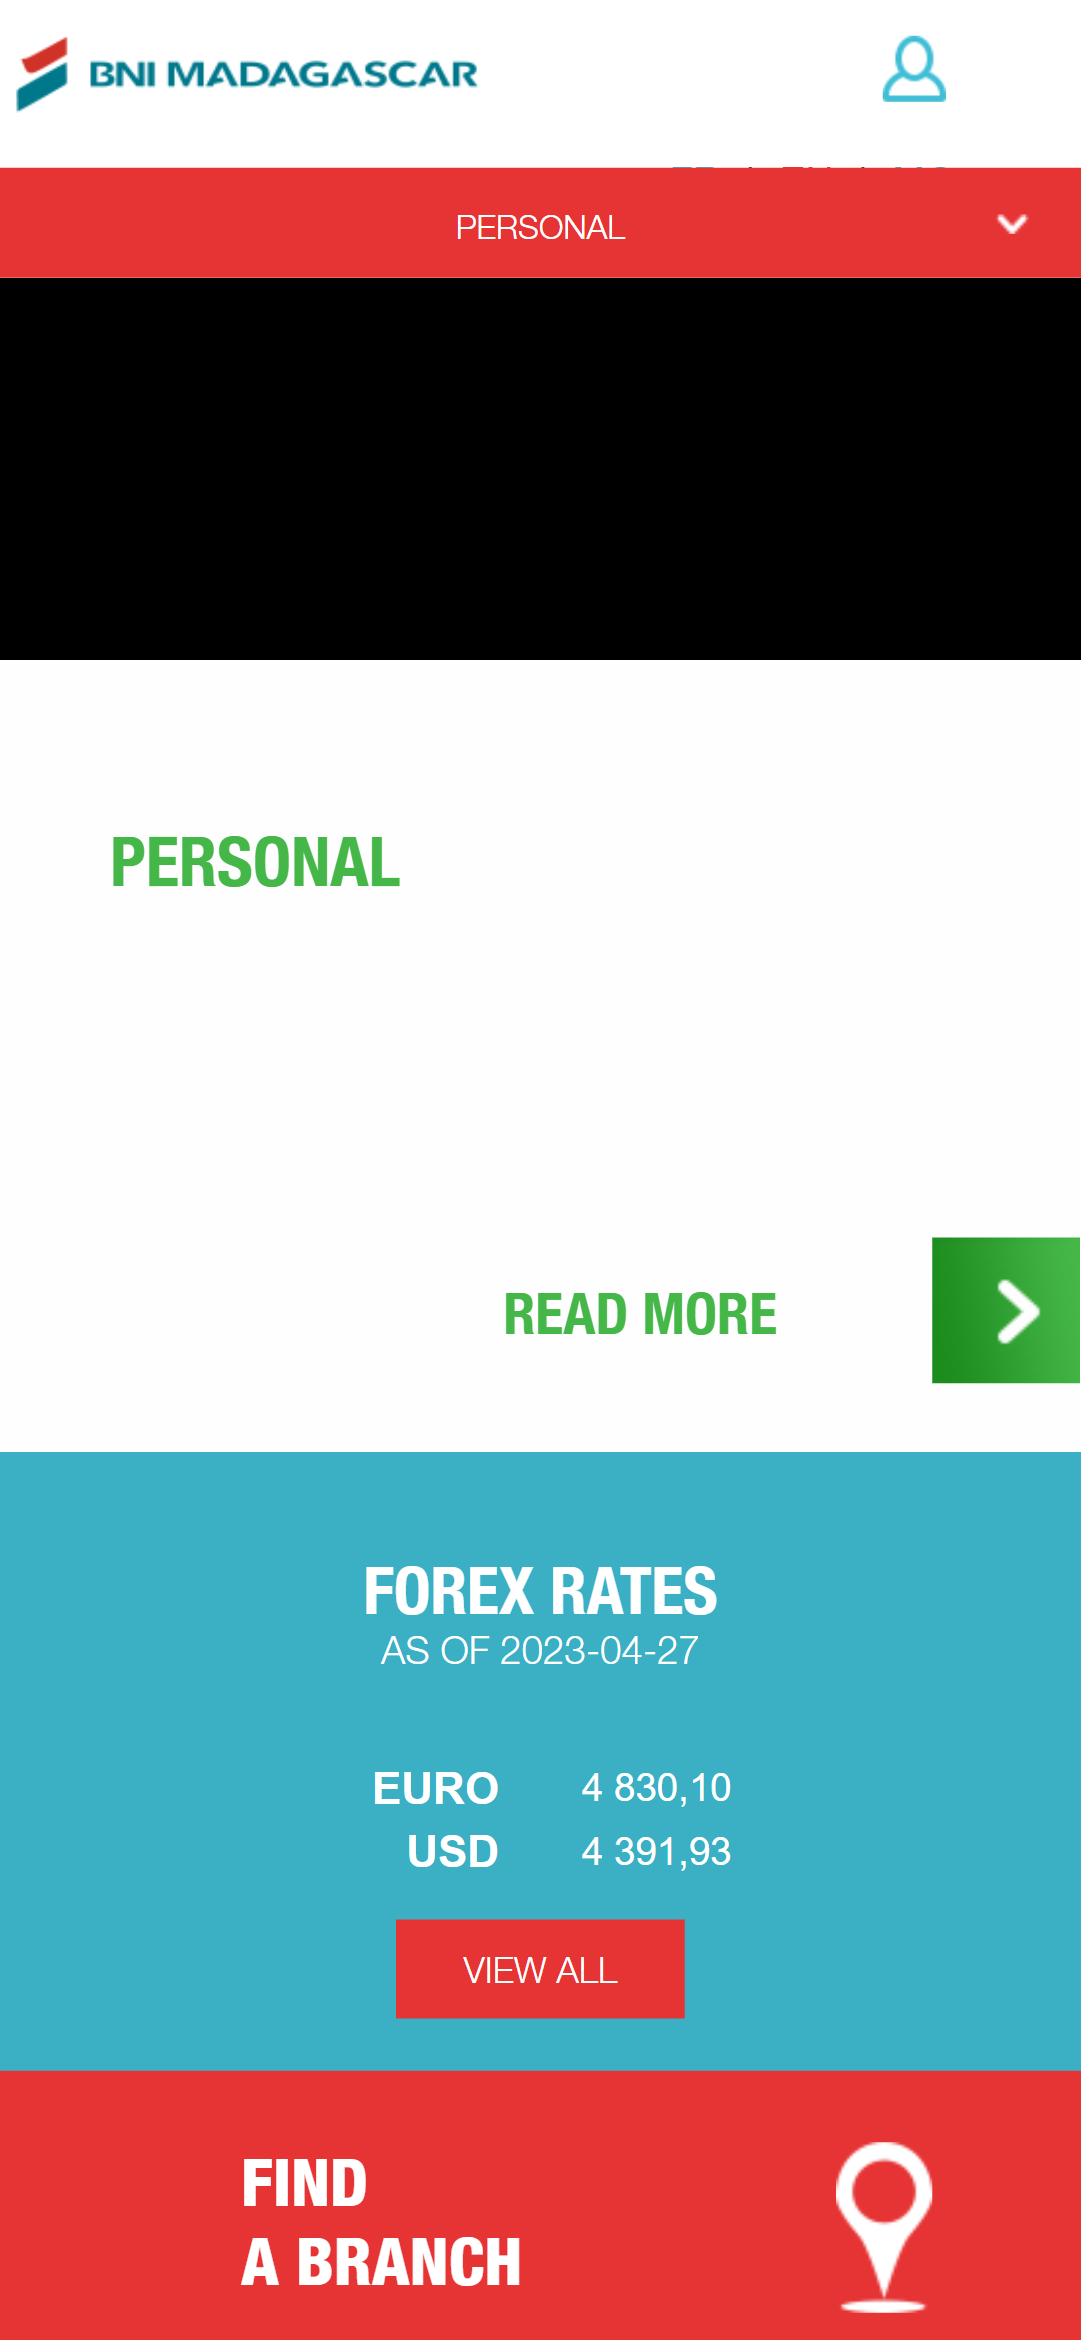 BNI MADAGASCAR
PERSONAL
PERSONAL
READ MORE
FOREX RATES
AS OF 2023-04-27
EURO 4 830,10
USD 4 391,93
VIEW ALL
FIND
A BRANCH